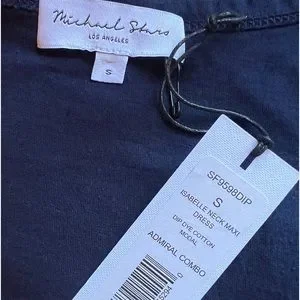 Michael Stars
LOS ANGELES
S
SF9598DIP
S
ISABELLE NECK MAXI
DRESS
DIP DYE COTTON
MODAL
ADMIRAL COMBO